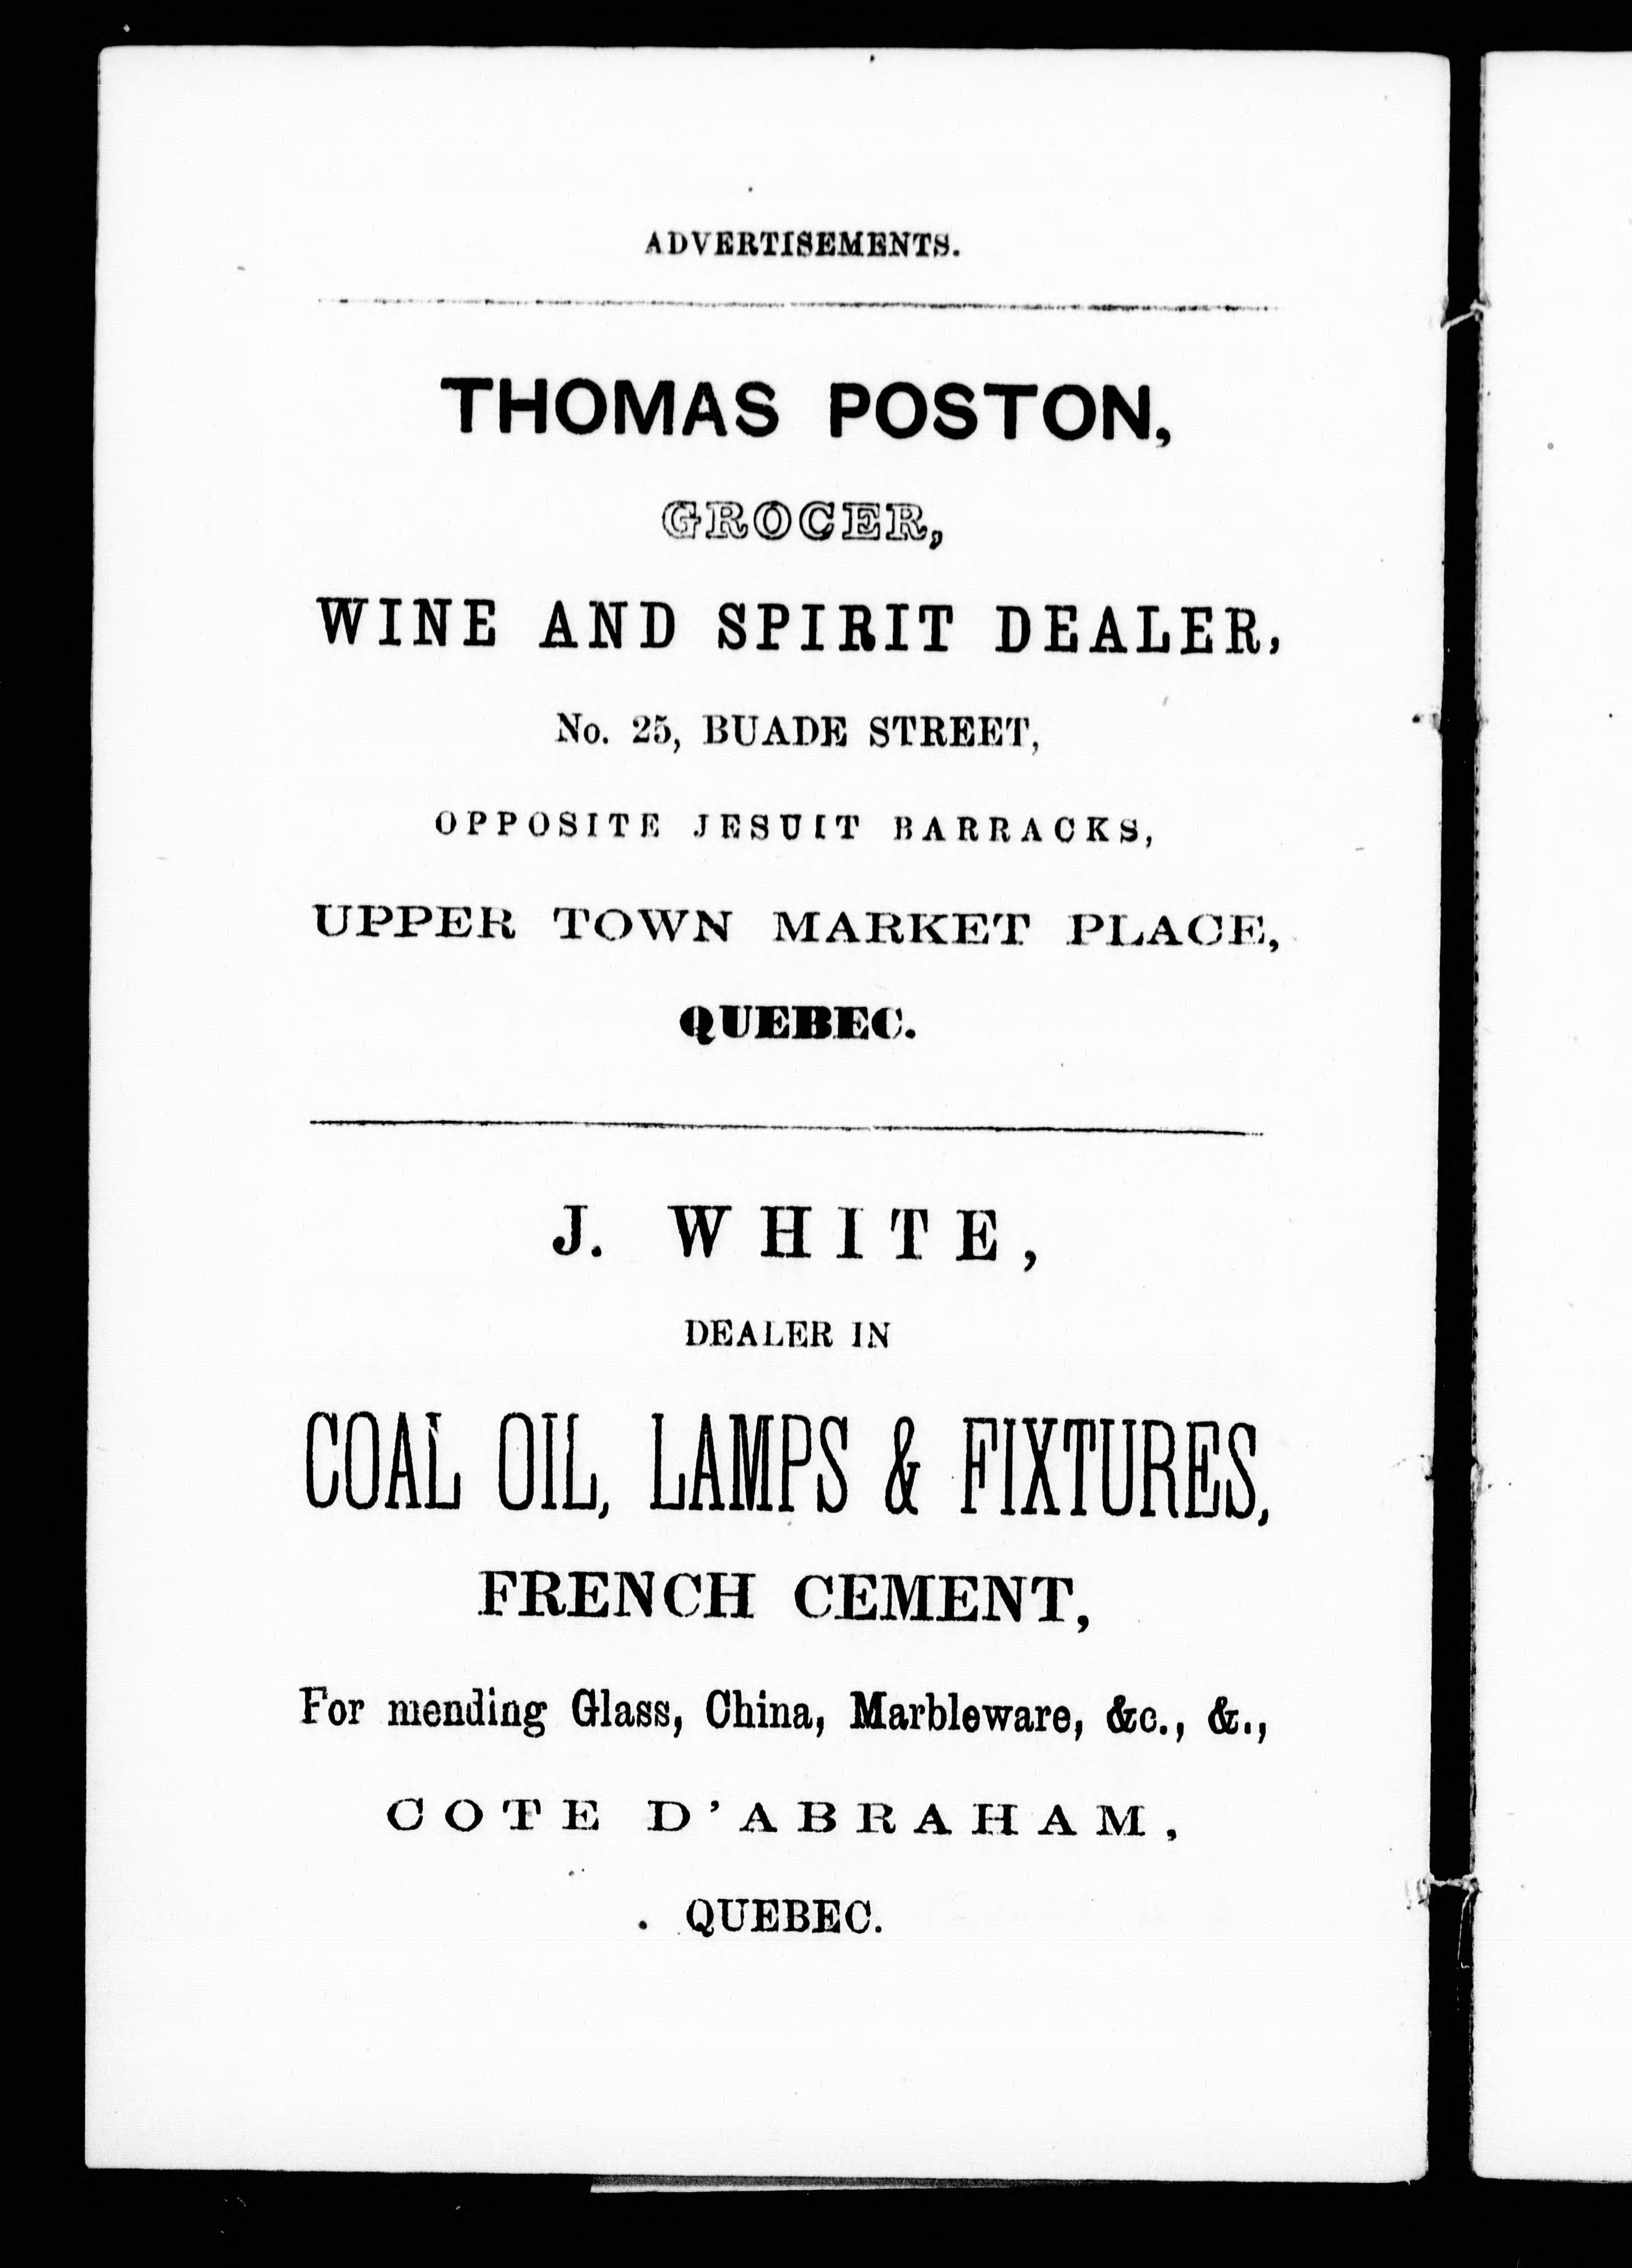 ADVERTISEMENTS.
THOMAS POSTON,
GROCER,
WINE AND SPIRIT DEALER,
No. 25, BUADE STREET,
OPPOSITE JESUIT BARRACKS,
UPPER TOWN MARKET PLACE,
QUEBEC.
J. WHITE,
DEALER IN
COAL OIL, LAMPS & FIXTURES,
FRENCH CEMENT,
For mending Glass, China, Marbleware, &c., &.,
COTE D'ABRAHAM,
QUEBEC.